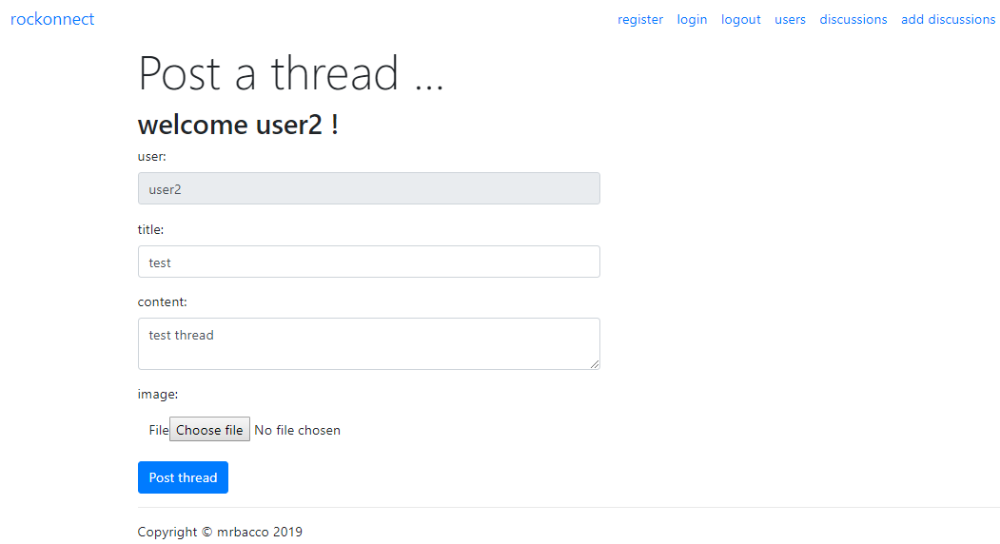 rockonnect register login logout users discussions add discussions
Post a thread ...
welcome user2 !
user:
user2
title:
test
content:
test thread
image:
File Choose file No file chosen
Post thread
Copyright © mrbacco 2019